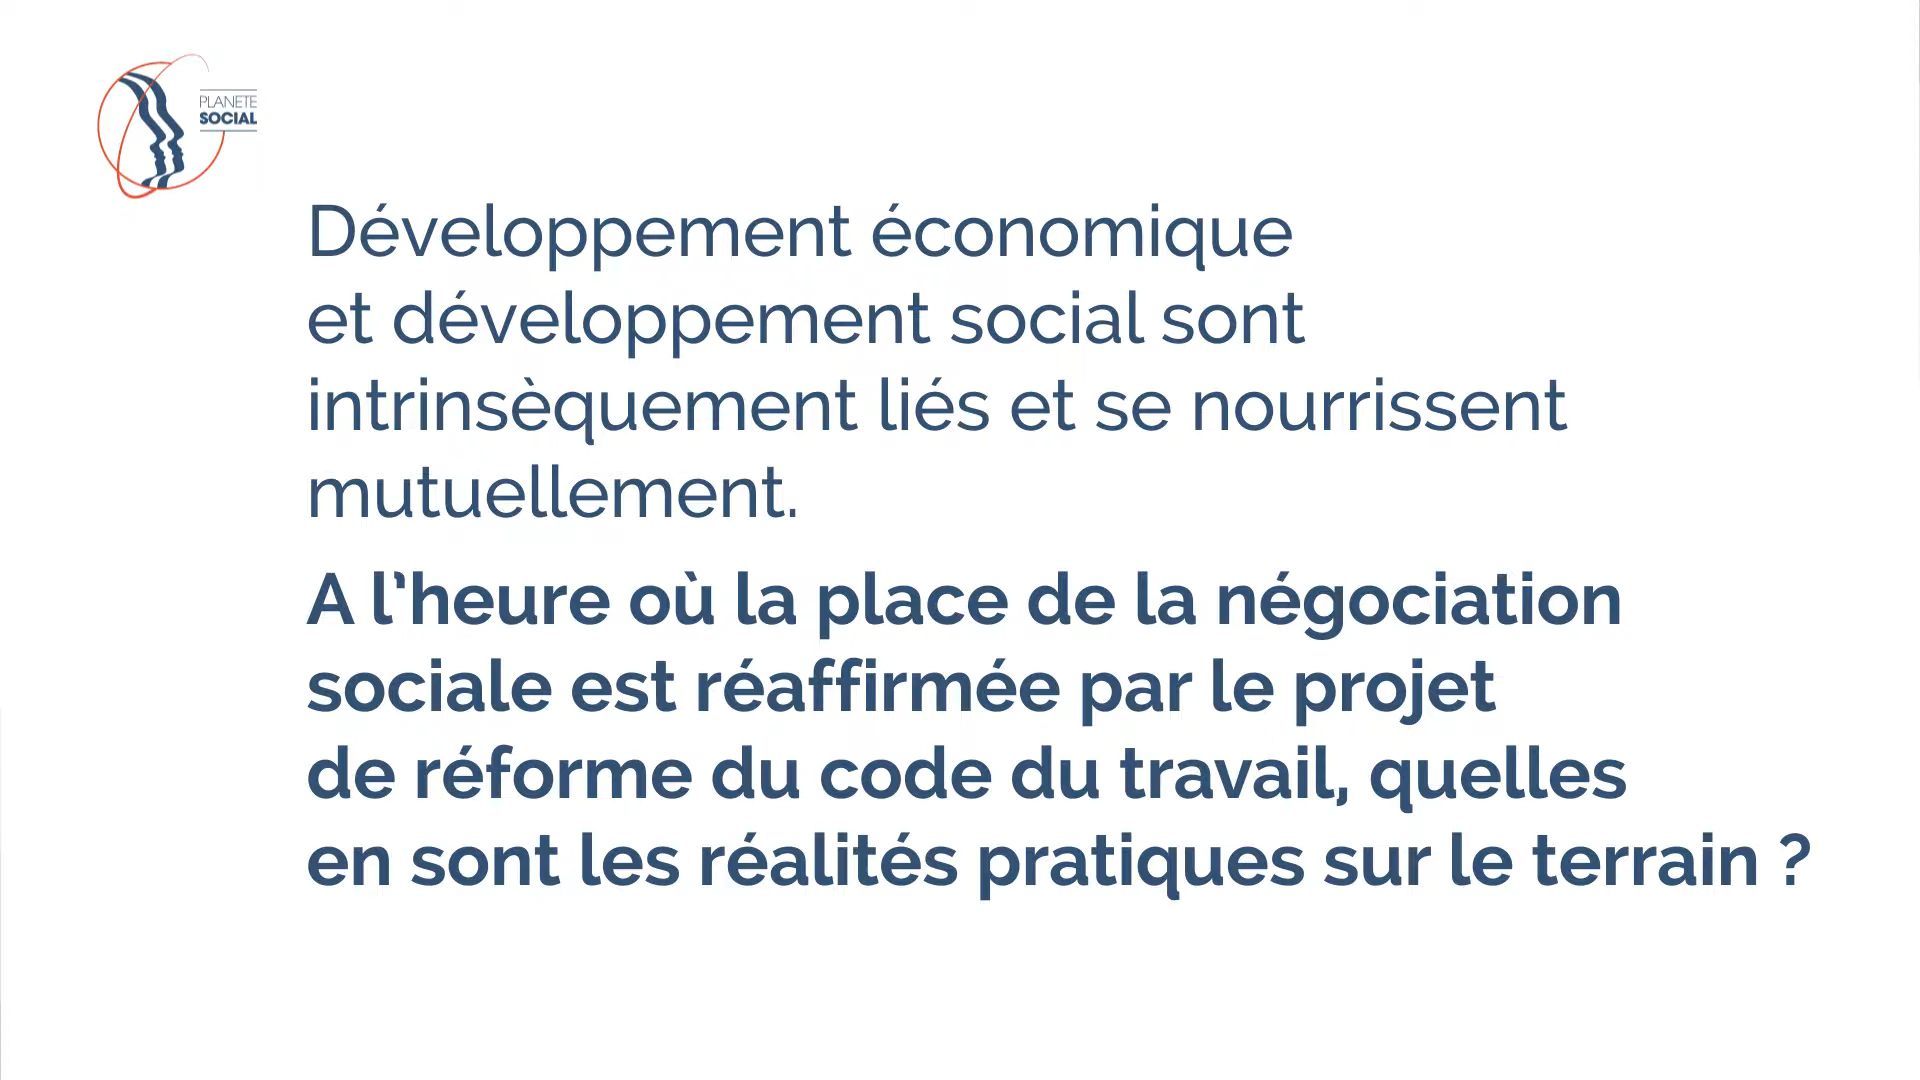 PLANETE
SOCIAL
Développement économique
et développement social sont
intrinsèquement liés et se nourrissent
mutuellement.
A l’heure où la place de la négociation
sociale est réaffirmée par le projet
de réforme du code du travail, quelles
en sont les réalités pratiques sur le terrain ?